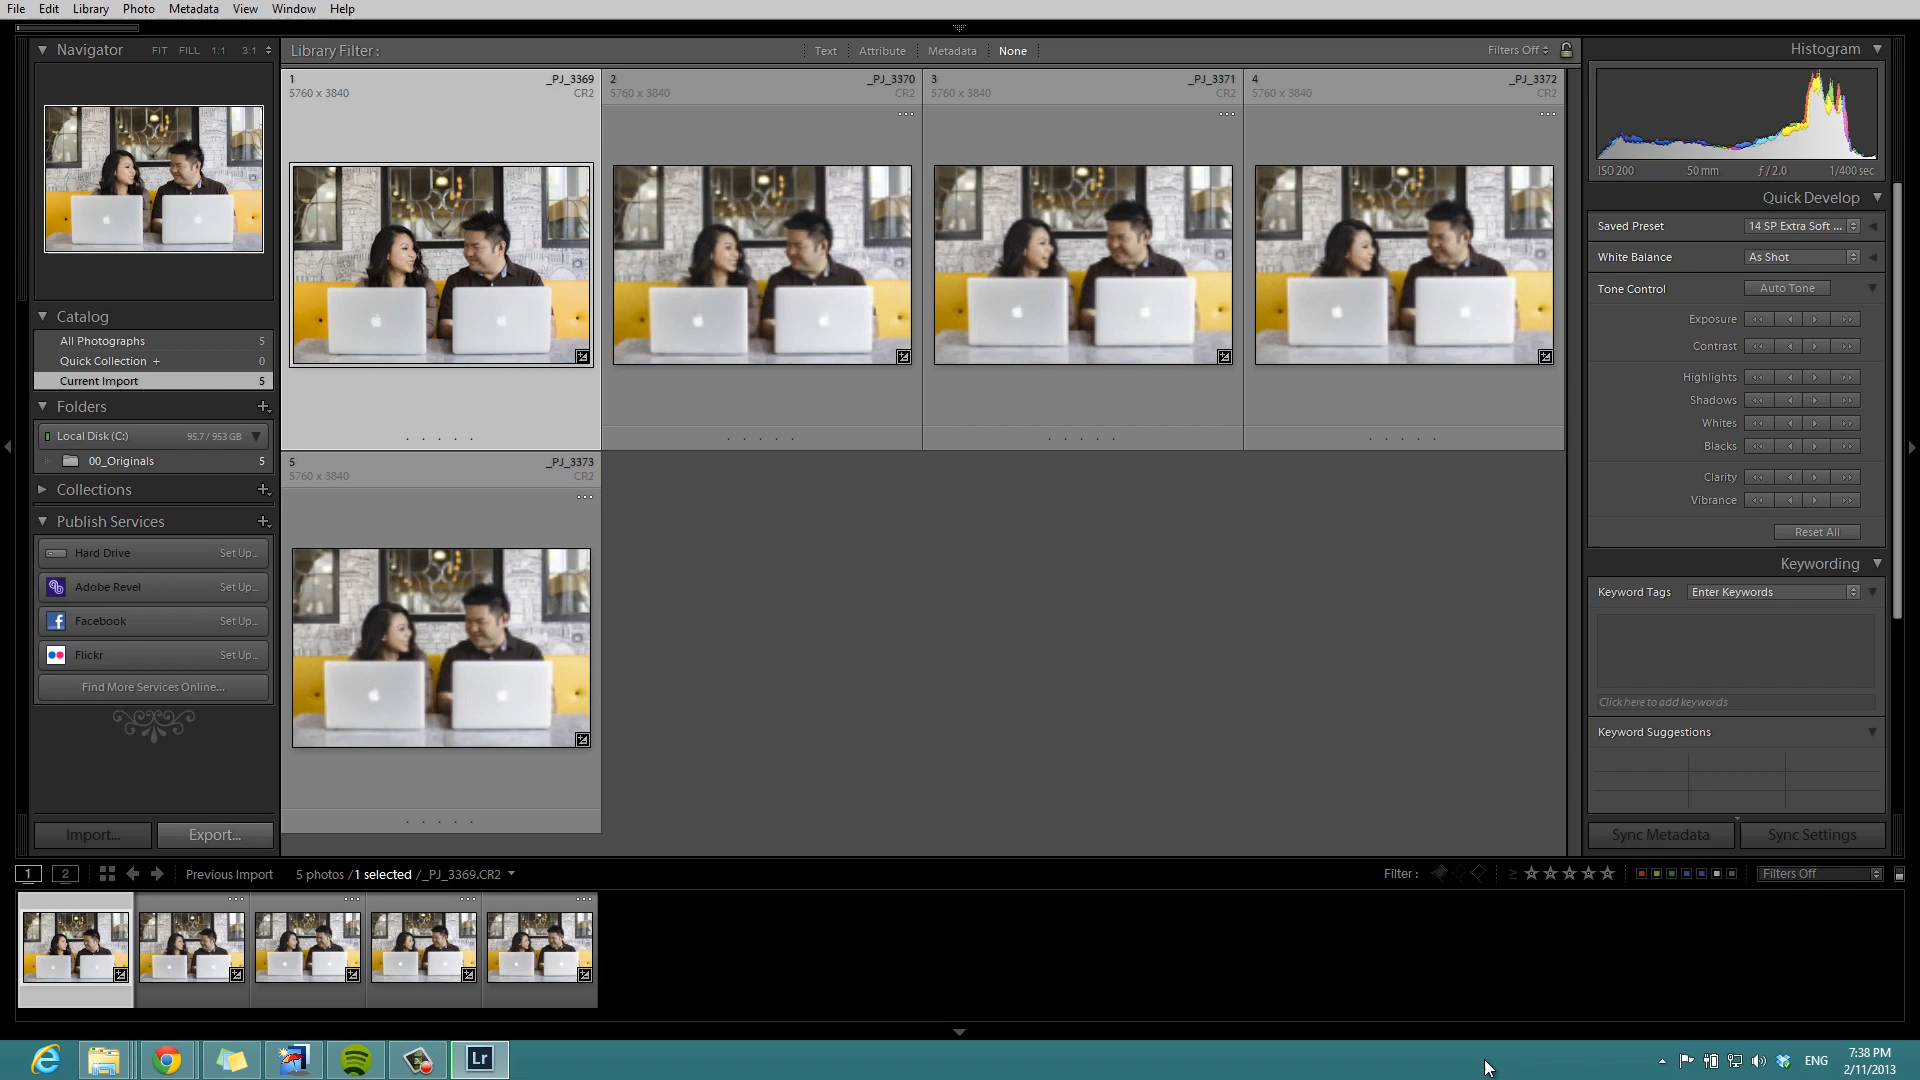 File Edit Library Photo Metadata View Window Help
Navigator FIT FILL 1:1 3:1
Library Filter : Text Attribute Metadata None Filters Off
Histogram
1 _PJ_3369
5760 x 3840 CR2
2 _PJ_3370
5760 x 3840 CR2
3 _PJ_3371
5760 x 3840 CR2
4 _PJ_3372
5760 x 3840 CR2
5 _PJ_3373
5760 x 3840 CR2
ISO 200 50 mm ƒ / 2.0 1/400 sec
Quick Develop
Saved Preset 14 SP Extra Soft ...
White Balance As Shot
Tone Control Auto Tone
Exposure
Contrast
Highlights
Shadows
Whites
Blacks
Clarity
Vibrance
Reset All
Keywording
Keyword Tags Enter Keywords
Click here to add keywords
Keyword Suggestions
Sync Metadata Sync Settings
Catalog
All Photographs 5
Quick Collection + 0
Current Import 5
Folders
Local Disk (C:) 95.7 / 953 GB
00_Originals 5
Collections
Publish Services
Hard Drive Set Up...
Adobe Revel Set Up...
Facebook Set Up...
Flickr Set Up...
Find More Services Online...
Import... Export...
1 2 Previous Import 5 photos / 1 selected / _PJ_3369.CR2 Filter : Filters Off
Lr
ENG
7:38 PM
2/11/2013